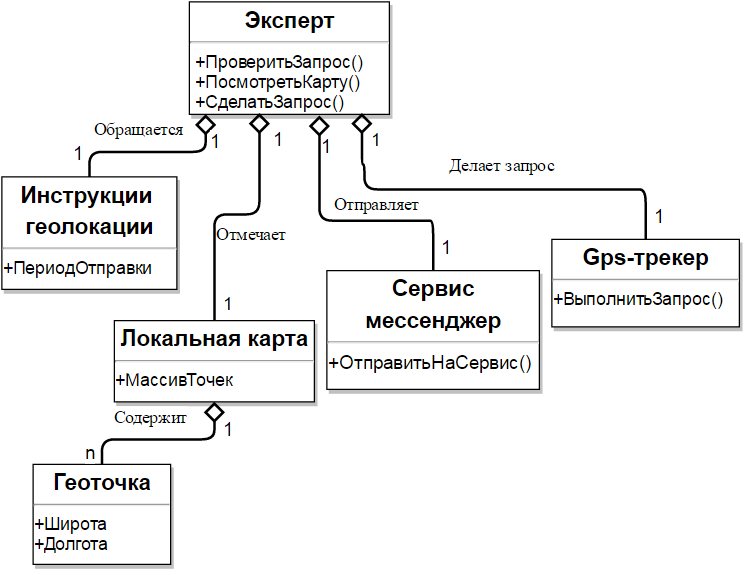 Эксперт
+ПроверитьЗапрос()
+ПосмотретьКарту()
+СделатьЗапрос()
Обращается
1
1
1
1
1
Делает запрос
Инструкции
геолокации
+ПериодОтправки
Отправляет
1
Отмечает
1
1
Gps-трекер
+ВыполнитьЗапрос()
Сервис
мессенджер
+ОтправитьНаСервис()
Локальная карта
+МассивТочек
Содержит
1
n
Геоточка
+Широта
+Долгота